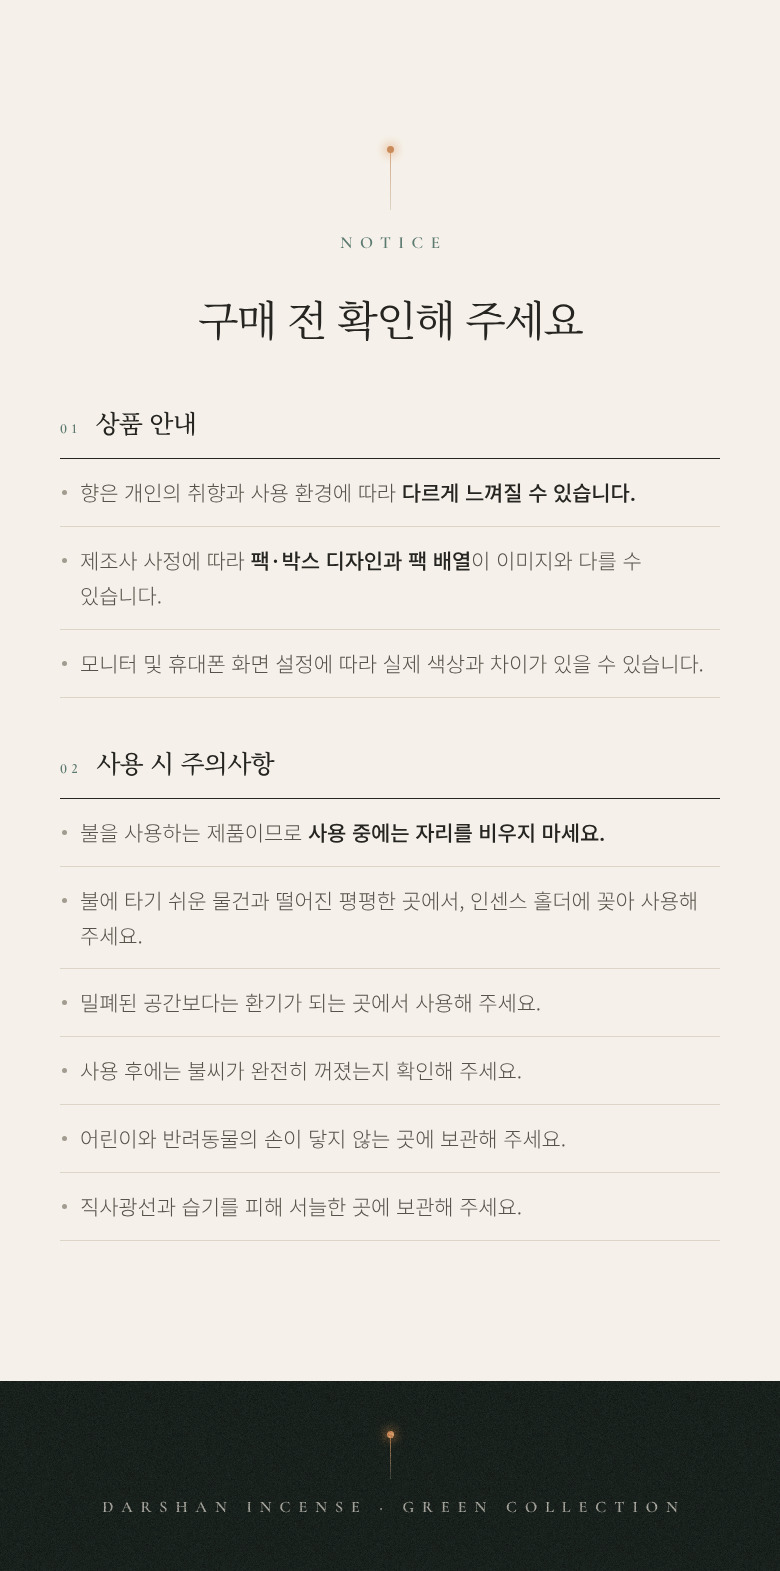 NOTICE
구매 전 확인해 주세요
01 상품 안내
• 향은 개인의 취향과 사용 환경에 따라 다르게 느껴질 수 있습니다.
• 제조사 사정에 따라 팩·박스 디자인과 팩 배열이 이미지와 다를 수
있습니다.
• 모니터 및 휴대폰 화면 설정에 따라 실제 색상과 차이가 있을 수 있습니다.
02 사용 시 주의사항
• 불을 사용하는 제품이므로 사용 중에는 자리를 비우지 마세요.
• 불에 타기 쉬운 물건과 떨어진 평평한 곳에서, 인센스 홀더에 꽂아 사용해
주세요.
• 밀폐된 공간보다는 환기가 되는 곳에서 사용해 주세요.
• 사용 후에는 불씨가 완전히 꺼졌는지 확인해 주세요.
• 어린이와 반려동물의 손이 닿지 않는 곳에 보관해 주세요.
• 직사광선과 습기를 피해 서늘한 곳에 보관해 주세요.
DARSHAN INCENSE · GREEN COLLECTION